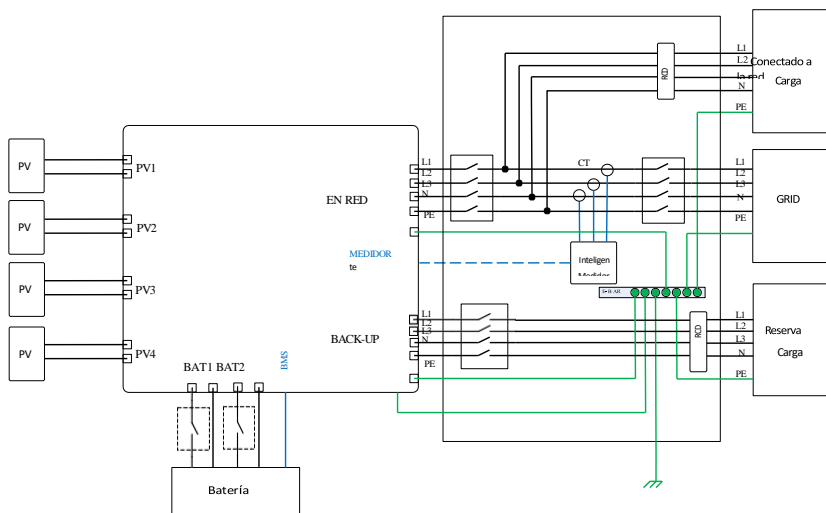 L1
L2
Conectado a
la red
Carga
N
PE
RCD
PV
PV1
PV
PV2
PV
PV3
PV
PV4
EN RED
L1
L2
L3
N
PE
CT
L1
L2
L3
N
PE
GRID
MEDIDOR
te
Inteligen
Medidor
E-BAR
BACK-UP
L1
L2
L3
N
PE
RCD
L1
L2
L3
N
PE
Reserva
Carga
BAT1 BAT2
BMS
Batería